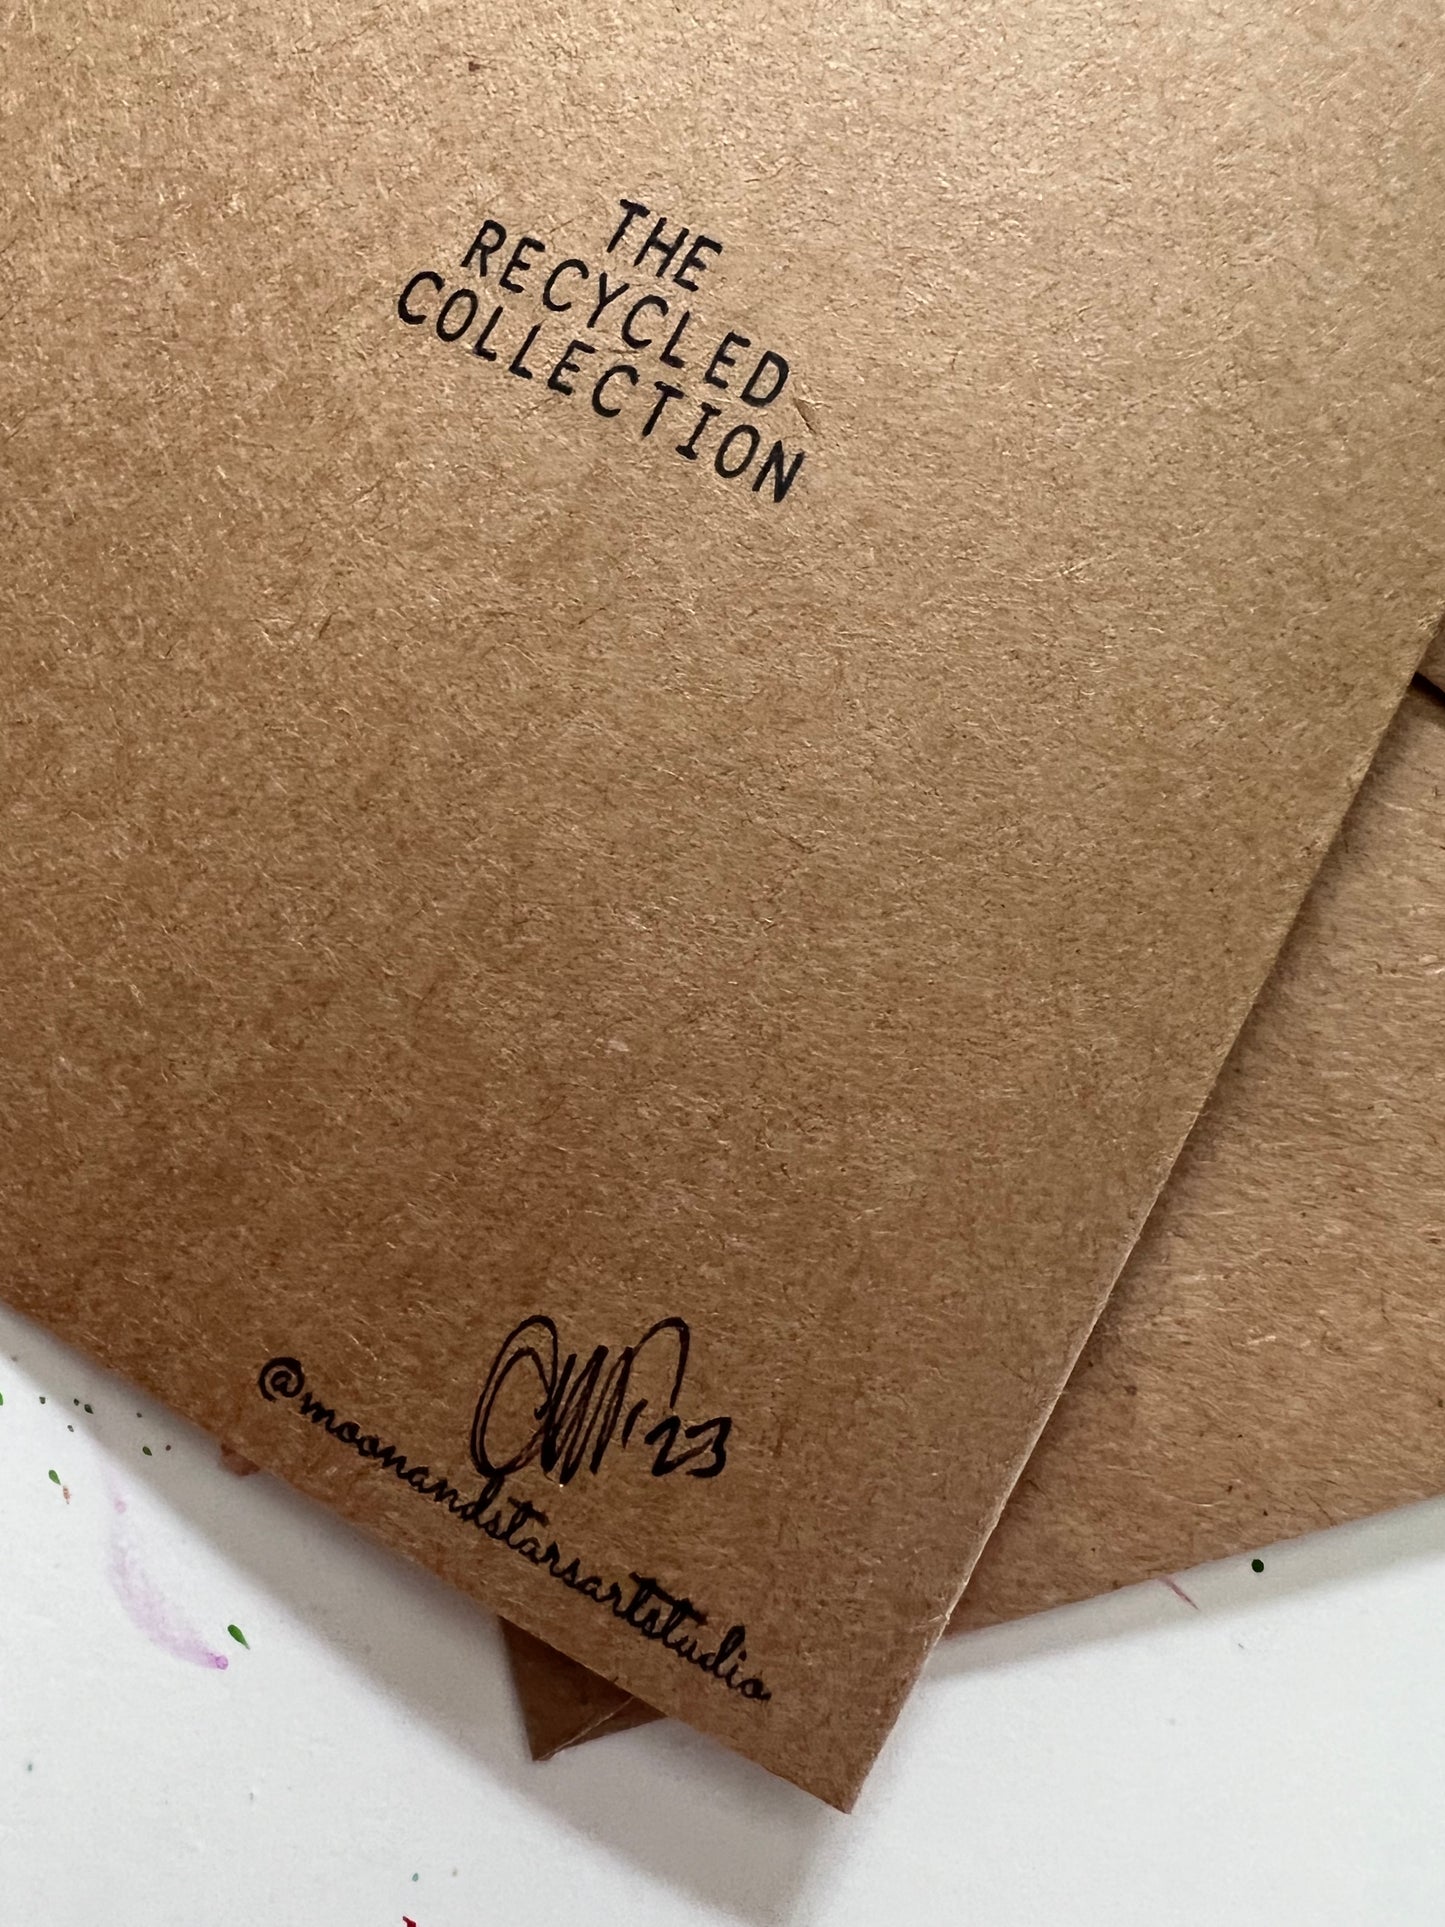 THE
RECYCLED
COLLECTION
'23
@moonandstarsartstudio